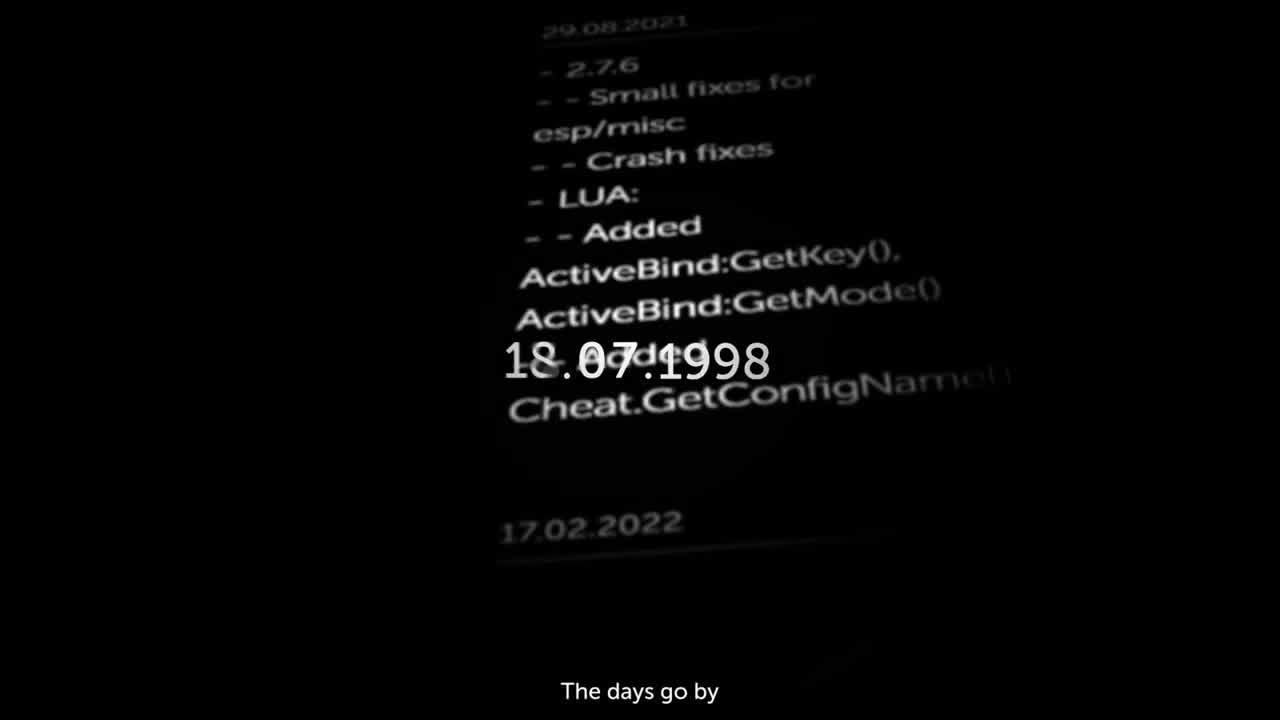 29.08.2021
- 2.7.6
- - Small fixes for
esp/misc
- - Crash fixes
- LUA:
- - Added
ActiveBind:GetKey(),
ActiveBind:GetMode()
- - Added
18.07.1998
Cheat.GetConfigName()
17.02.2022
The days go by